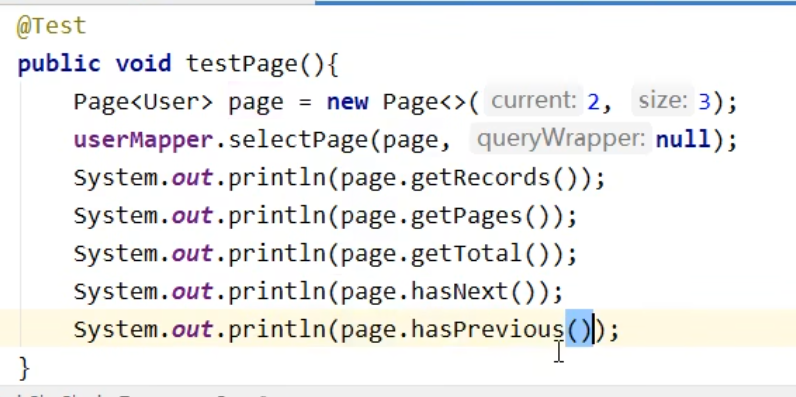 @Test
public void testPage(){
Page<User> page = new Page<>( current: 2, size: 3);
userMapper.selectPage(page, queryWrapper: null);
System.out.println(page.getRecords());
System.out.println(page.getPages());
System.out.println(page.getTotal());
System.out.println(page.hasNext());
System.out.println(page.hasPrevious());
}